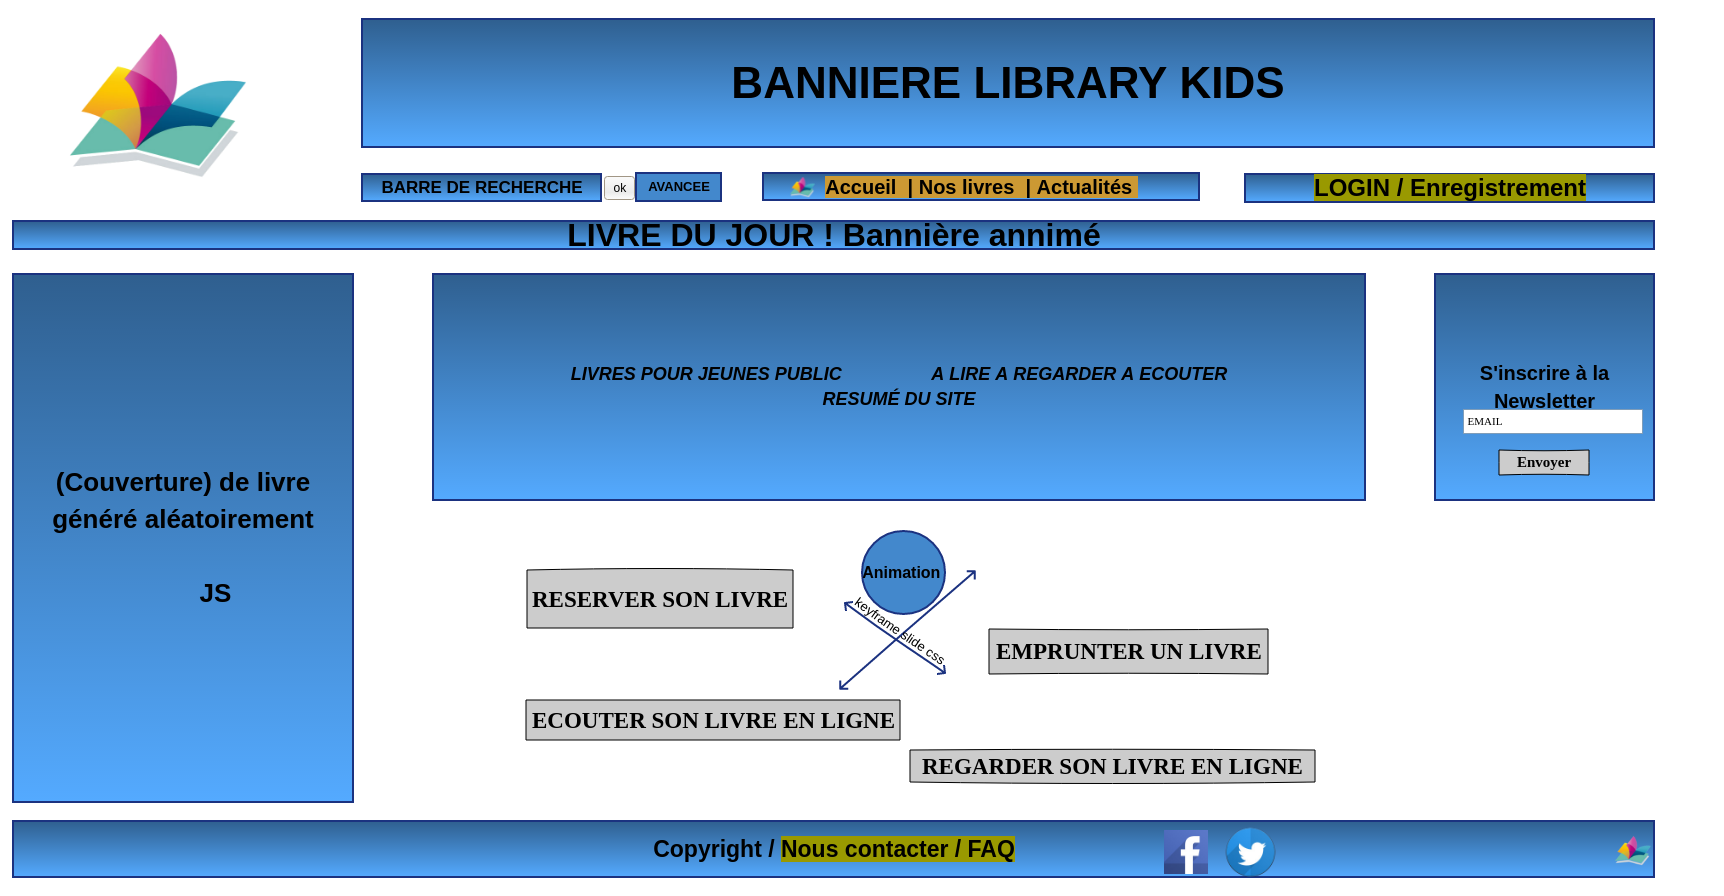 BANNIERE LIBRARY KIDS
BARRE DE RECHERCHE
ok
AVANCEE
Accueil | Nos livres | Actualités
LOGIN / Enregistrement
LIVRE DU JOUR ! Bannière annimé
(Couverture) de livre
généré aléatoirement
JS
LIVRES POUR JEUNES PUBLIC A LIRE A REGARDER A ECOUTER
RESUMÉ DU SITE
S'inscrire à la
Newsletter
EMAIL
Envoyer
Animation
keyframe slide css
RESERVER SON LIVRE
EMPRUNTER UN LIVRE
ECOUTER SON LIVRE EN LIGNE
REGARDER SON LIVRE EN LIGNE
Copyright / Nous contacter / FAQ